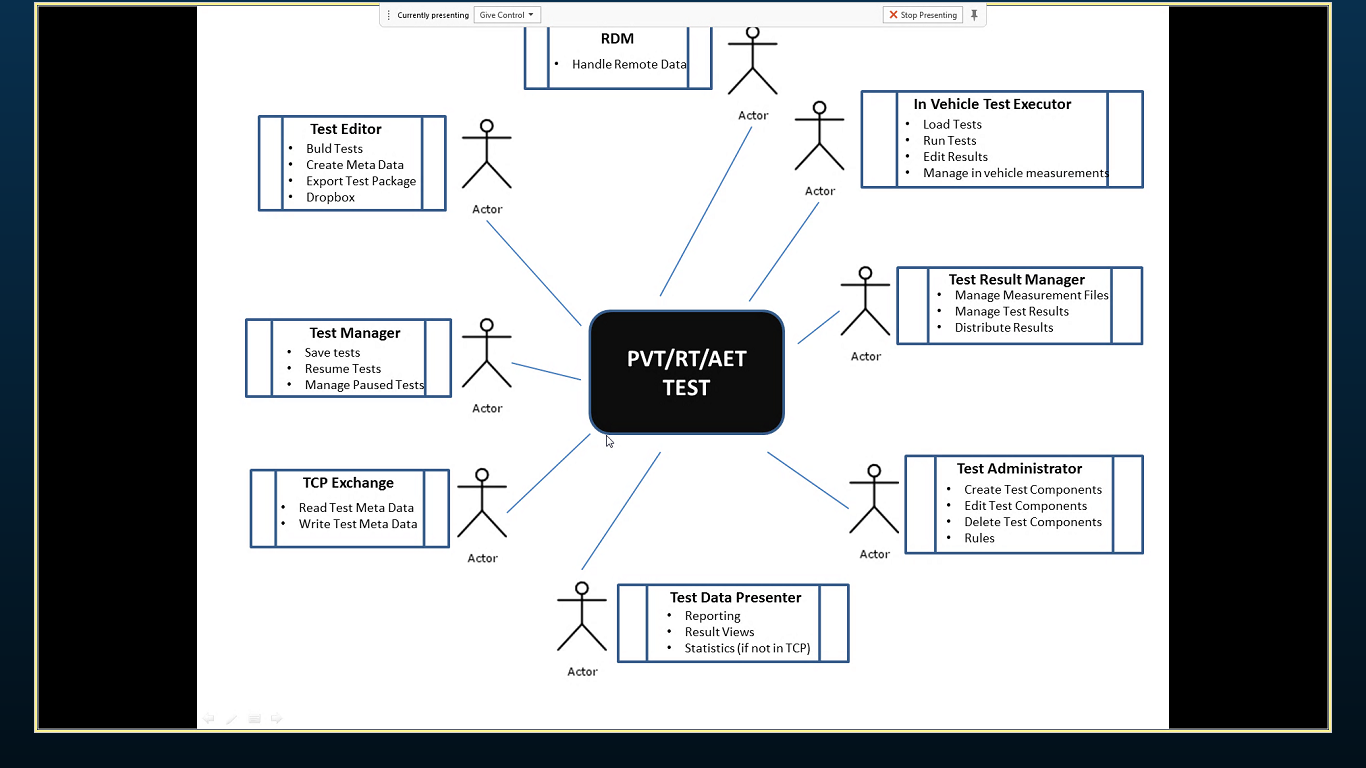 Currently presenting
Give Control
Stop Presenting
RDM
• Handle Remote Data
Actor
In Vehicle Test Executor
• Load Tests
• Run Tests
• Edit Results
• Manage in vehicle measurements
Actor
Test Editor
• Buld Tests
• Create Meta Data
• Export Test Package
• Dropbox
Actor
Test Result Manager
• Manage Measurement Files
• Manage Test Results
• Distribute Results
Actor
Test Manager
• Save tests
• Resume Tests
• Manage Paused Tests
Actor
PVT/RT/AET
TEST
Test Administrator
• Create Test Components
• Edit Test Components
• Delete Test Components
• Rules
Actor
TCP Exchange
• Read Test Meta Data
• Write Test Meta Data
Actor
Test Data Presenter
• Reporting
• Result Views
• Statistics (if not in TCP)
Actor